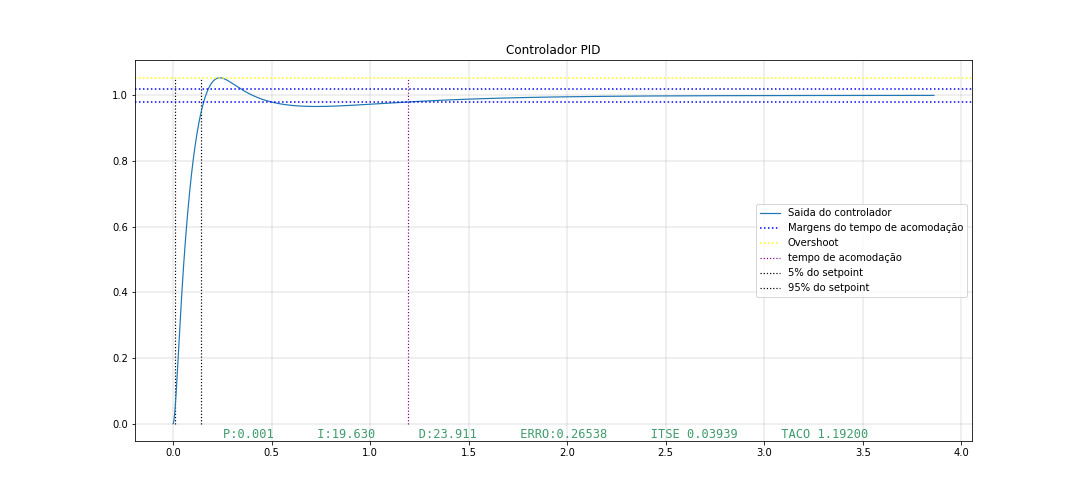 Controlador PID
1.0
0.8
0.6
0.4
0.2
0.0
Saida do controlador
Margens do tempo de acomodação
Overshoot
tempo de acomodação
5% do setpoint
95% do setpoint
P:0.001 I:19.630 D:23.911 ERRO:0.26538 ITSE 0.03939 TACO 1.19200
0.0 0.5 1.0 1.5 2.0 2.5 3.0 3.5 4.0